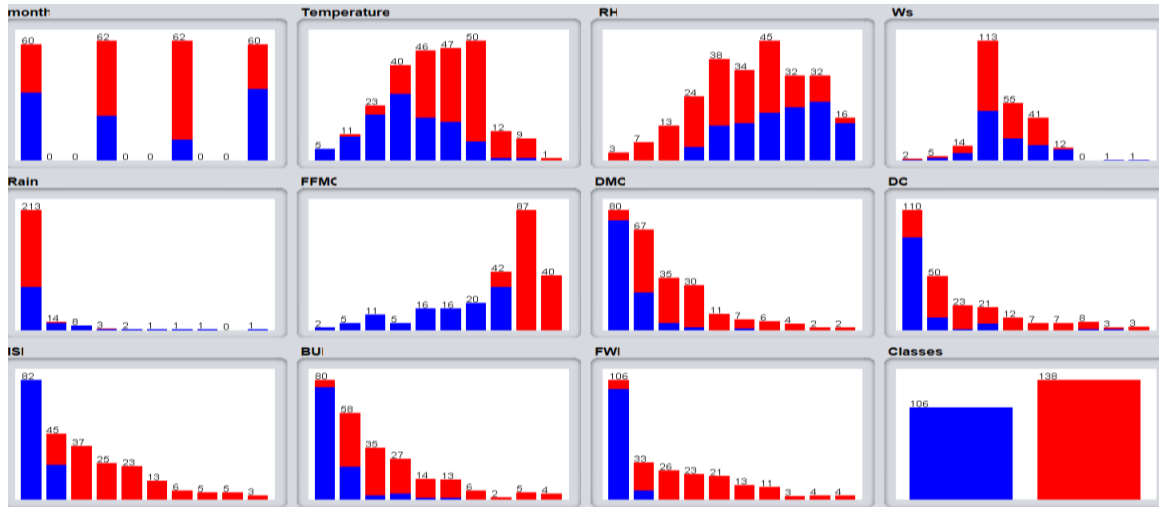 month Temperature RH Ws
60 0 0 62 0 0 62 0 0 60
5 11 23 40 46 47 50 12 9 1
3 7 13 24 38 34 45 32 32 16
2 5 14 113 55 41 12 0 1 1
Rain FFMC DMC DC
213 14 8 3 2 1 1 1 0 1
2 5 11 5 16 16 20 42 87 40
80 67 35 30 11 7 6 4 2 2
110 50 23 21 12 7 7 8 3 3
ISI BUI FWI Classes
82 45 37 25 23 13 6 5 5 3
80 58 35 27 14 13 6 2 5 4
106 33 26 23 21 13 11 3 4 4
106 138